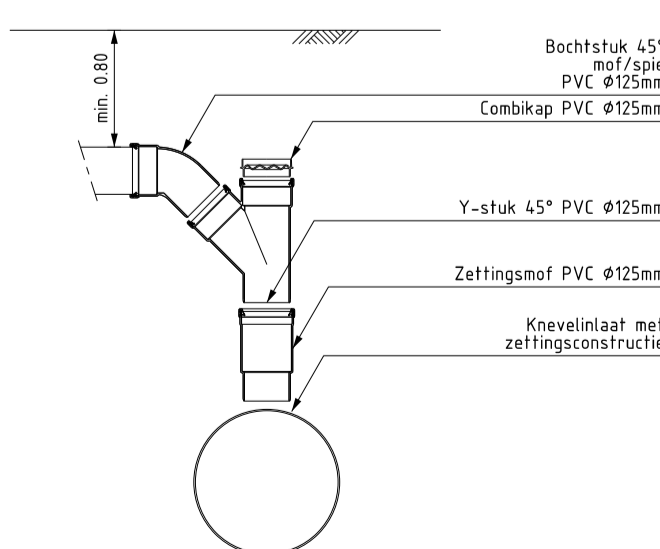 min. 0.80
Bochtstuk 45°
mof/spie
PVC Ø125mm
Combikap PVC Ø125mm
Y-stuk 45° PVC Ø125mm
Zettingsmof PVC Ø125mm
Knevelinlaat met
zettingsconstructie